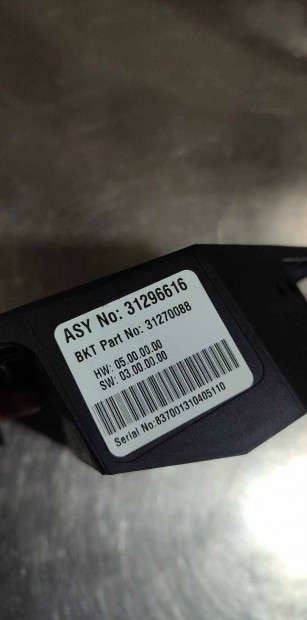 ASY No: 31296616
BKT Part No: 31270088
HW: 05.00.00.00
SW: 03.00.00.00
Serial No:837001310405110